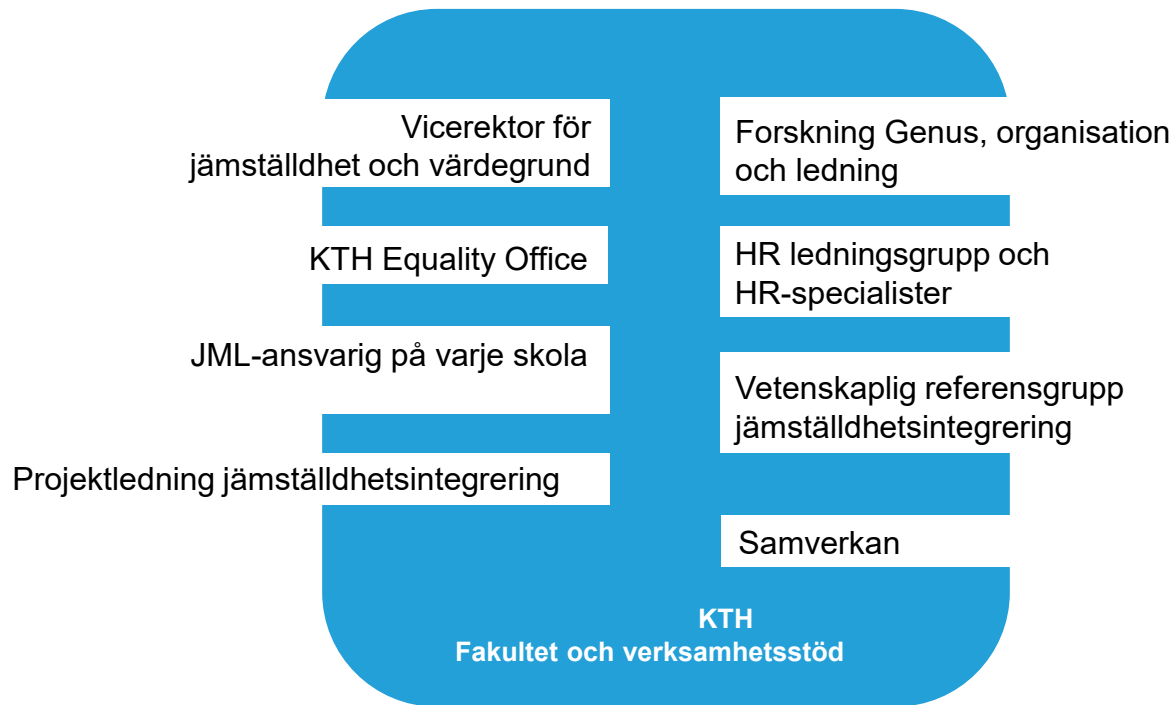 Vicerektor för
jämställdhet och värdegrund
KTH Equality Office
JML-ansvarig på varje skola
Projektledning jämställdhetsintegrering
Forskning Genus, organisation
och ledning
HR ledningsgrupp och
HR-specialister
Vetenskaplig referensgrupp
jämställdhetsintegrering
Samverkan
KTH
Fakultet och verksamhetsstöd